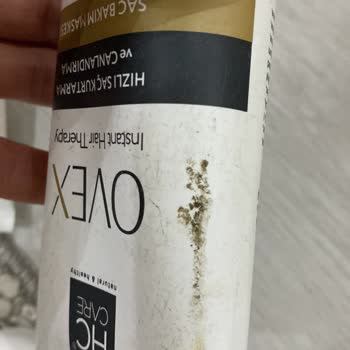 HC
CARE
natural & healthy
OVEX
Instant Hair Therapy
HIZLI SAÇ KURTARMA
ve CANLANDIRMA
SAÇ BAKIM MASKESİ